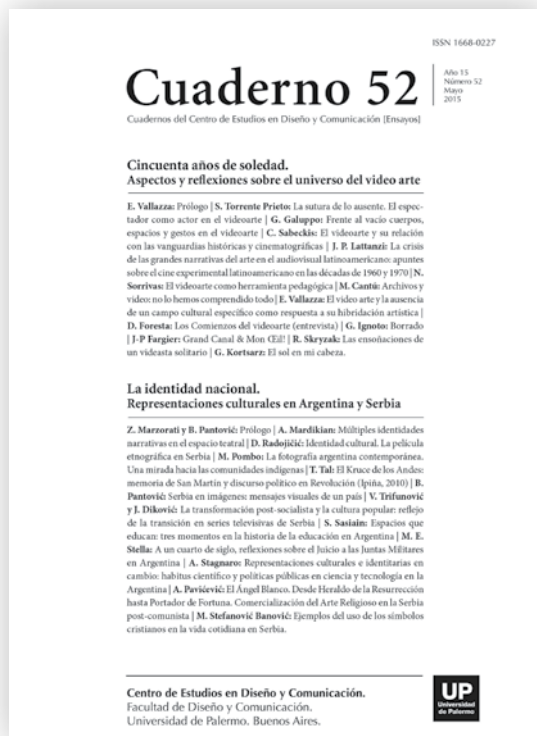 ISSN 1668-0227
Cuaderno 52
Año 15
Número 52
Mayo
2015
Cuadernos del Centro de Estudios en Diseño y Comunicación [Ensayos]
Cincuenta años de soledad.
Aspectos y reflexiones sobre el universo del video arte
E. Vallazza: Prólogo | S. Torrente Prieto: La sutura de lo ausente. El espec-
tador como actor en el videoarte | G. Galuppo: Frente al vacío cuerpos,
espacios y gestos en el videoarte | C. Sabeckis: El videoarte y su relación
con las vanguardias históricas y cinematográficas | J. P. Lattanzi: La crisis
de las grandes narrativas del arte en el audiovisual latinoamericano: apuntes
sobre el cine experimental latinoamericano en las décadas de 1960 y 1970 | N.
Sorrivas: El videoarte como herramienta pedagógica | M. Cantú: Archivos y
video: no lo hemos comprendido todo | E. Vallazza: El video arte y la ausencia
de un campo cultural específico como respuesta a su hibridación artística |
D. Foresta: Los Comienzos del videoarte (entrevista) | G. Ignoto: Borrado
| J-P Fargier: Grand Canal & Mon Œil! | R. Skryzak: Las ensoñaciones de
un videasta solitario | G. Kortsarz: El sol en mi cabeza.
La identidad nacional.
Representaciones culturales en Argentina y Serbia
Z. Marzorati y B. Pantović: Prólogo | A. Mardikian: Múltiples identidades
narrativas en el espacio teatral | D. Radojičić: Identidad cultural. La película
etnográfica en Serbia | M. Pombo: La fotografía argentina contemporánea.
Una mirada hacia las comunidades indígenas | T. Tal: El Kruce de los Andes:
memoria de San Martín y discurso político en Revolución (Ipiña, 2010) | B.
Pantović: Serbia en imágenes: mensajes visuales de un país | V. Trifunović
y J. Diković: La transformación post-socialista y la cultura popular: reflejo
de la transición en series televisivas de Serbia | S. Sasiain: Espacios que
educan: tres momentos en la historia de la educación en Argentina | M. E.
Stella: A un cuarto de siglo, reflexiones sobre el Juicio a las Juntas Militares
en Argentina | A. Stagnaro: Representaciones culturales e identitarias en
cambio: habitus científico y políticas públicas en ciencia y tecnología en la
Argentina | A. Pavićević: El Ángel Blanco. Desde Heraldo de la Resurrección
hasta Portador de Fortuna. Comercialización del Arte Religioso en la Serbia
post-comunista | M. Stefanović Banović: Ejemplos del uso de los símbolos
cristianos en la vida cotidiana en Serbia.
Centro de Estudios en Diseño y Comunicación.
Facultad de Diseño y Comunicación.
Universidad de Palermo. Buenos Aires.
UP
Universidad
de Palermo